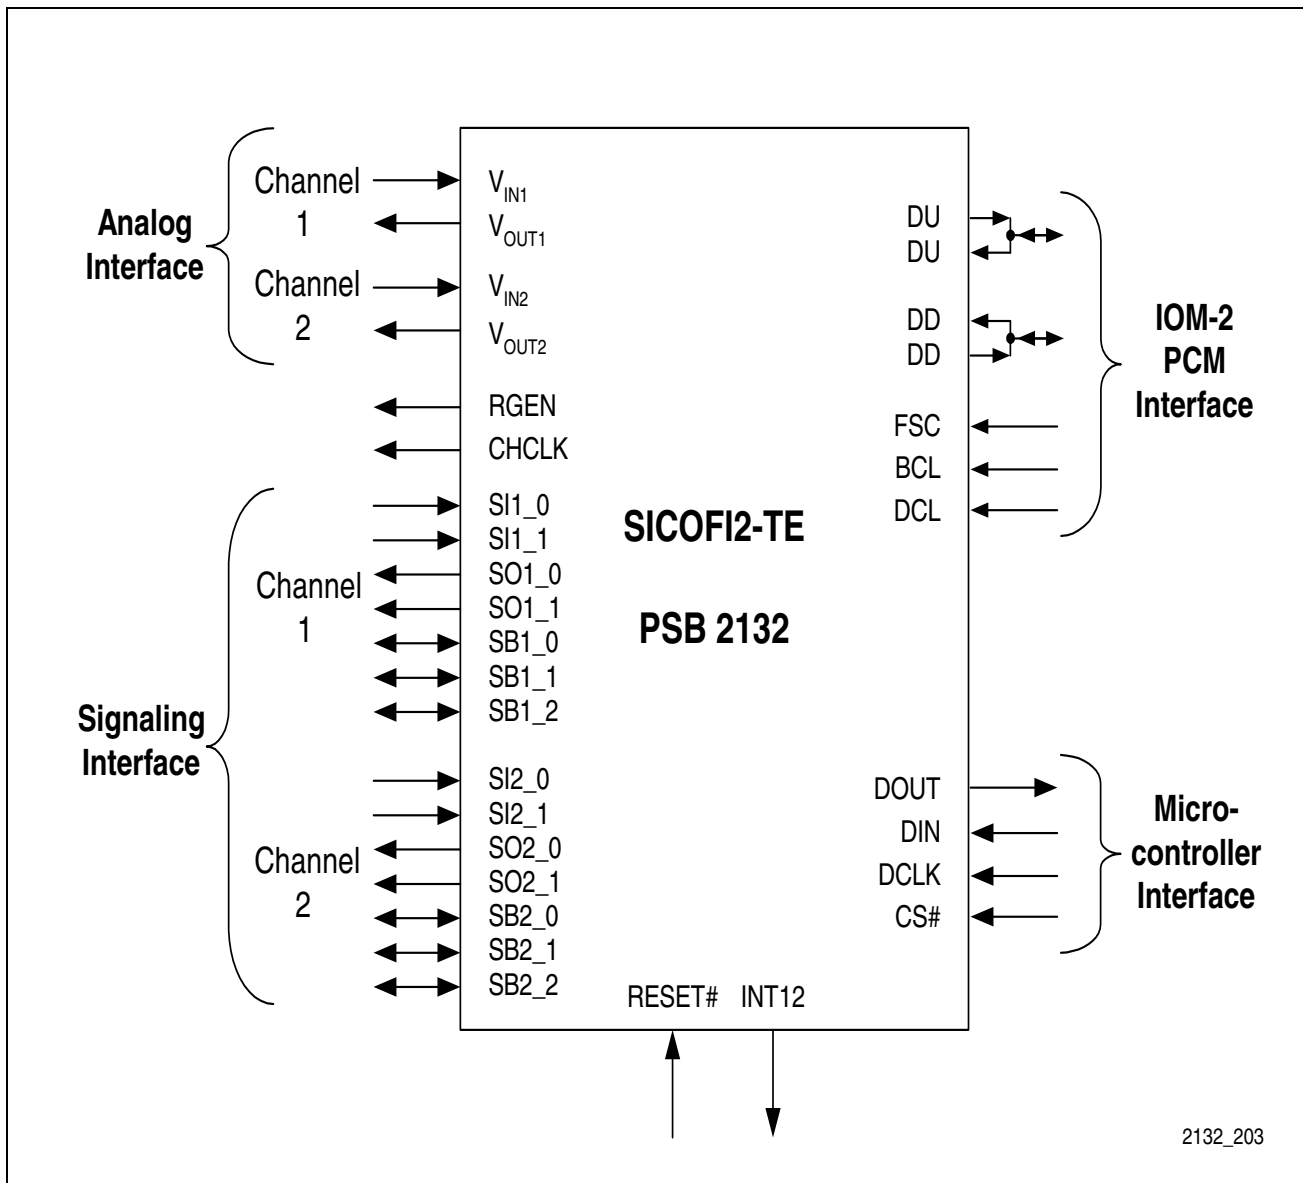 Analog
Interface
Channel
1
Channel
2
V_IN1
V_OUT1
V_IN2
V_OUT2
RGEN
CHCLK
Signaling
Interface
Channel
1
SI1_0
SI1_1
SO1_0
SO1_1
SB1_0
SB1_1
SB1_2
Channel
2
SI2_0
SI2_1
SO2_0
SO2_1
SB2_0
SB2_1
SB2_2
SICOFI2-TE
PSB 2132
RESET# INT12
DU
DU
DD
DD
FSC
BCL
DCL
IOM-2
PCM
Interface
DOUT
DIN
DCLK
CS#
Micro-
controller
Interface
2132_203